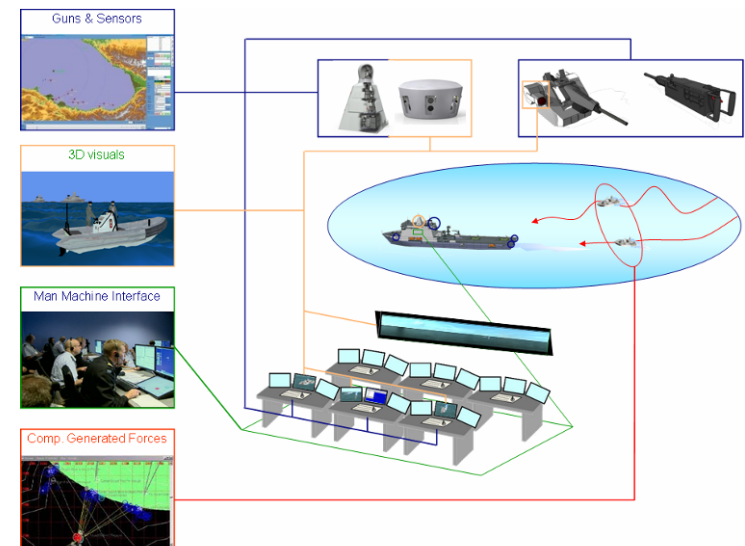 Guns & Sensors
3D visuals
Man Machine Interface
Comp. Generated Forces